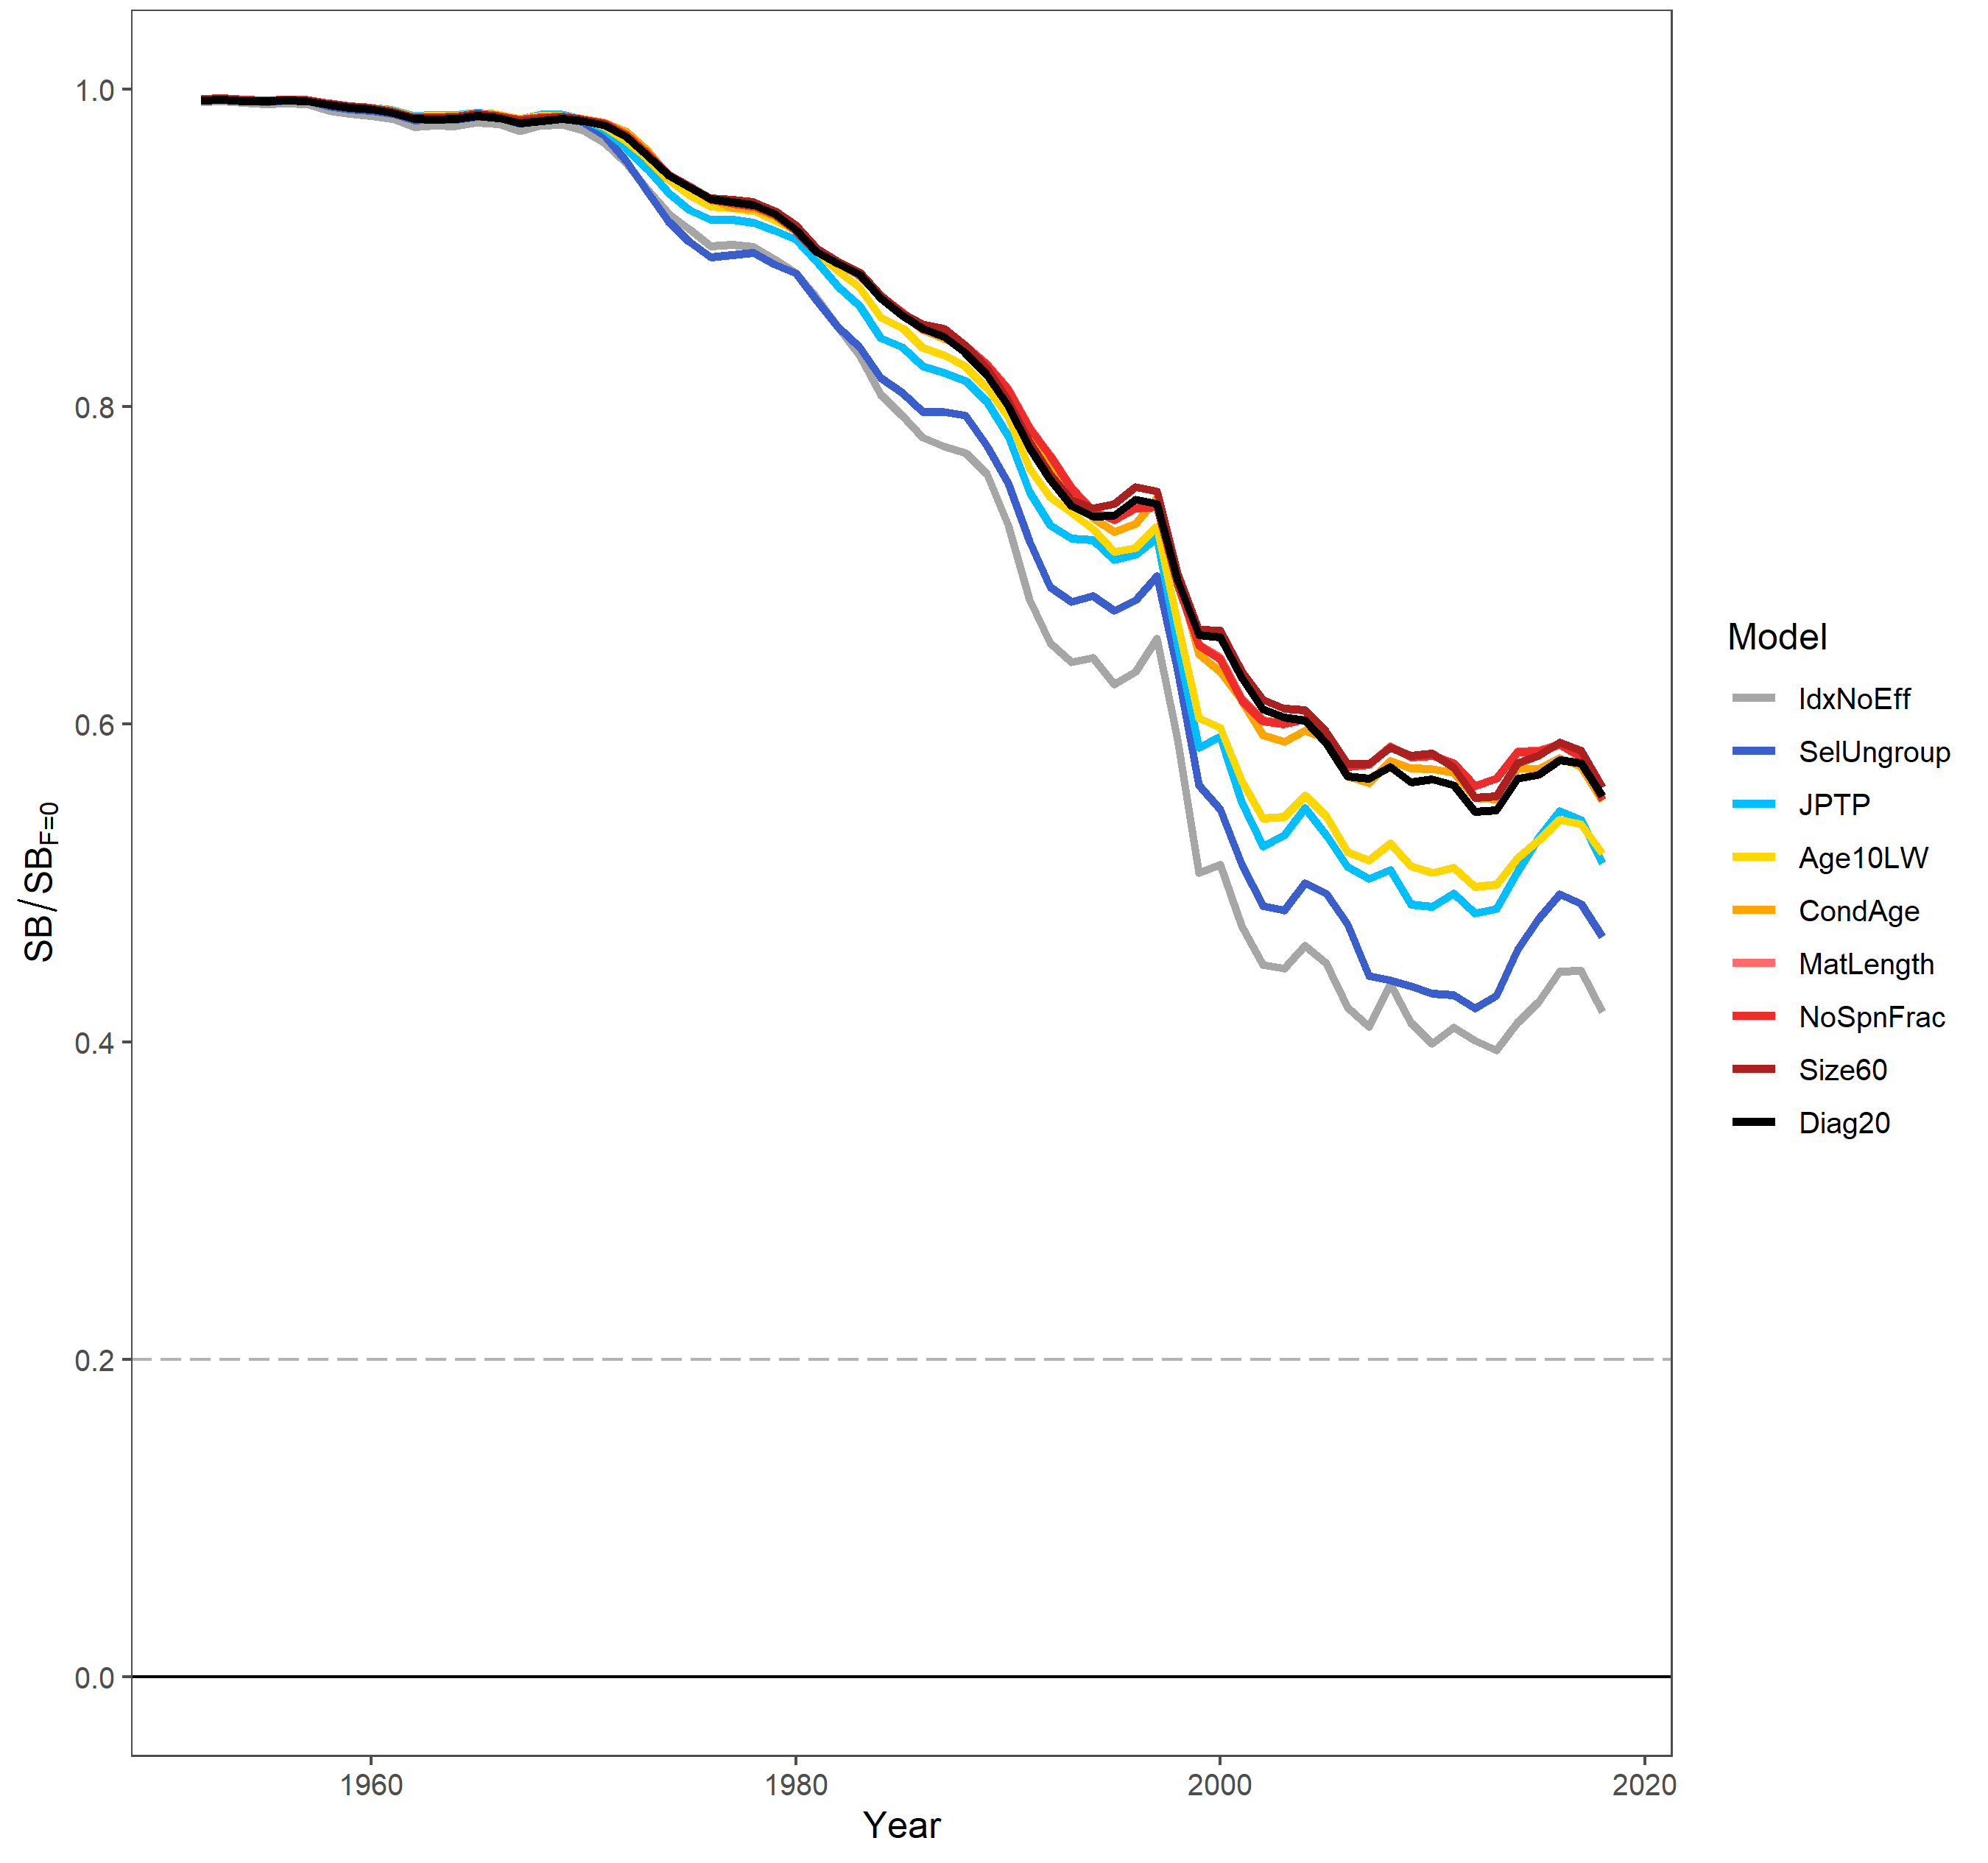 1.0
0.8
0.6
0.4
0.2
0.0
SB/SBF=0
1960 1980 2000 2020
Year
Model
IdxNoEff
SelUngroup
JPTP
Age10LW
CondAge
MatLength
NoSpnFrac
Size60
Diag20